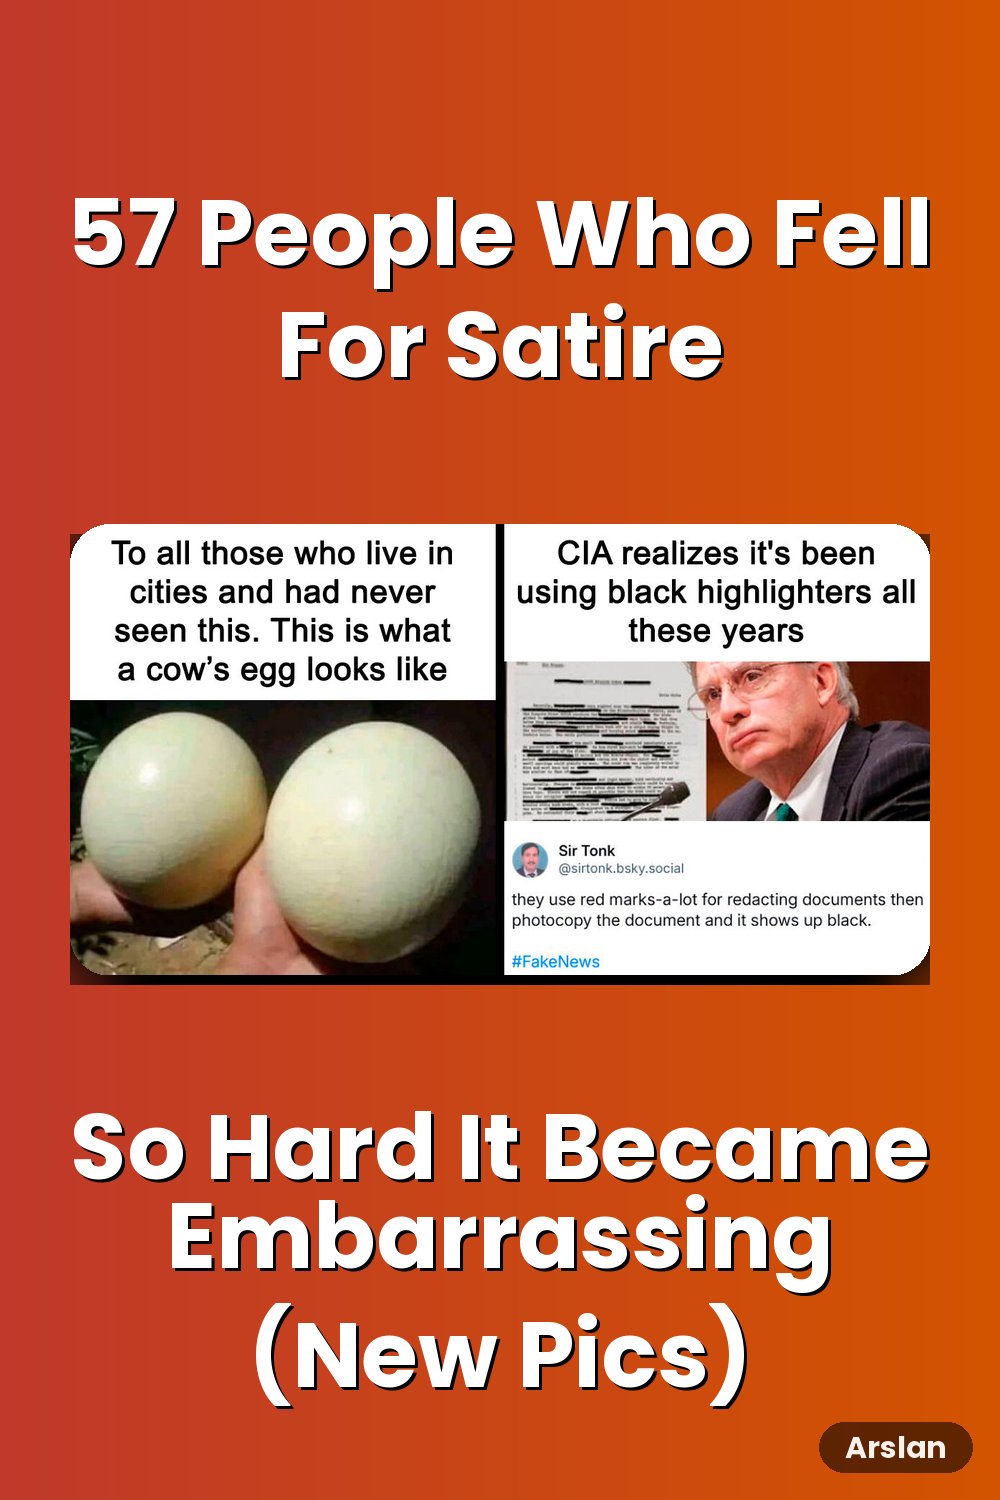 57 People Who Fell
For Satire
To all those who live in
cities and had never
seen this. This is what
a cow’s egg looks like
CIA realizes it's been
using black highlighters all
these years
Sir Tonk
@sirtonk.bsky.social
they use red marks-a-lot for redacting documents then
photocopy the document and it shows up black.
#FakeNews
So Hard It Became
Embarrassing
(New Pics)
Arslan